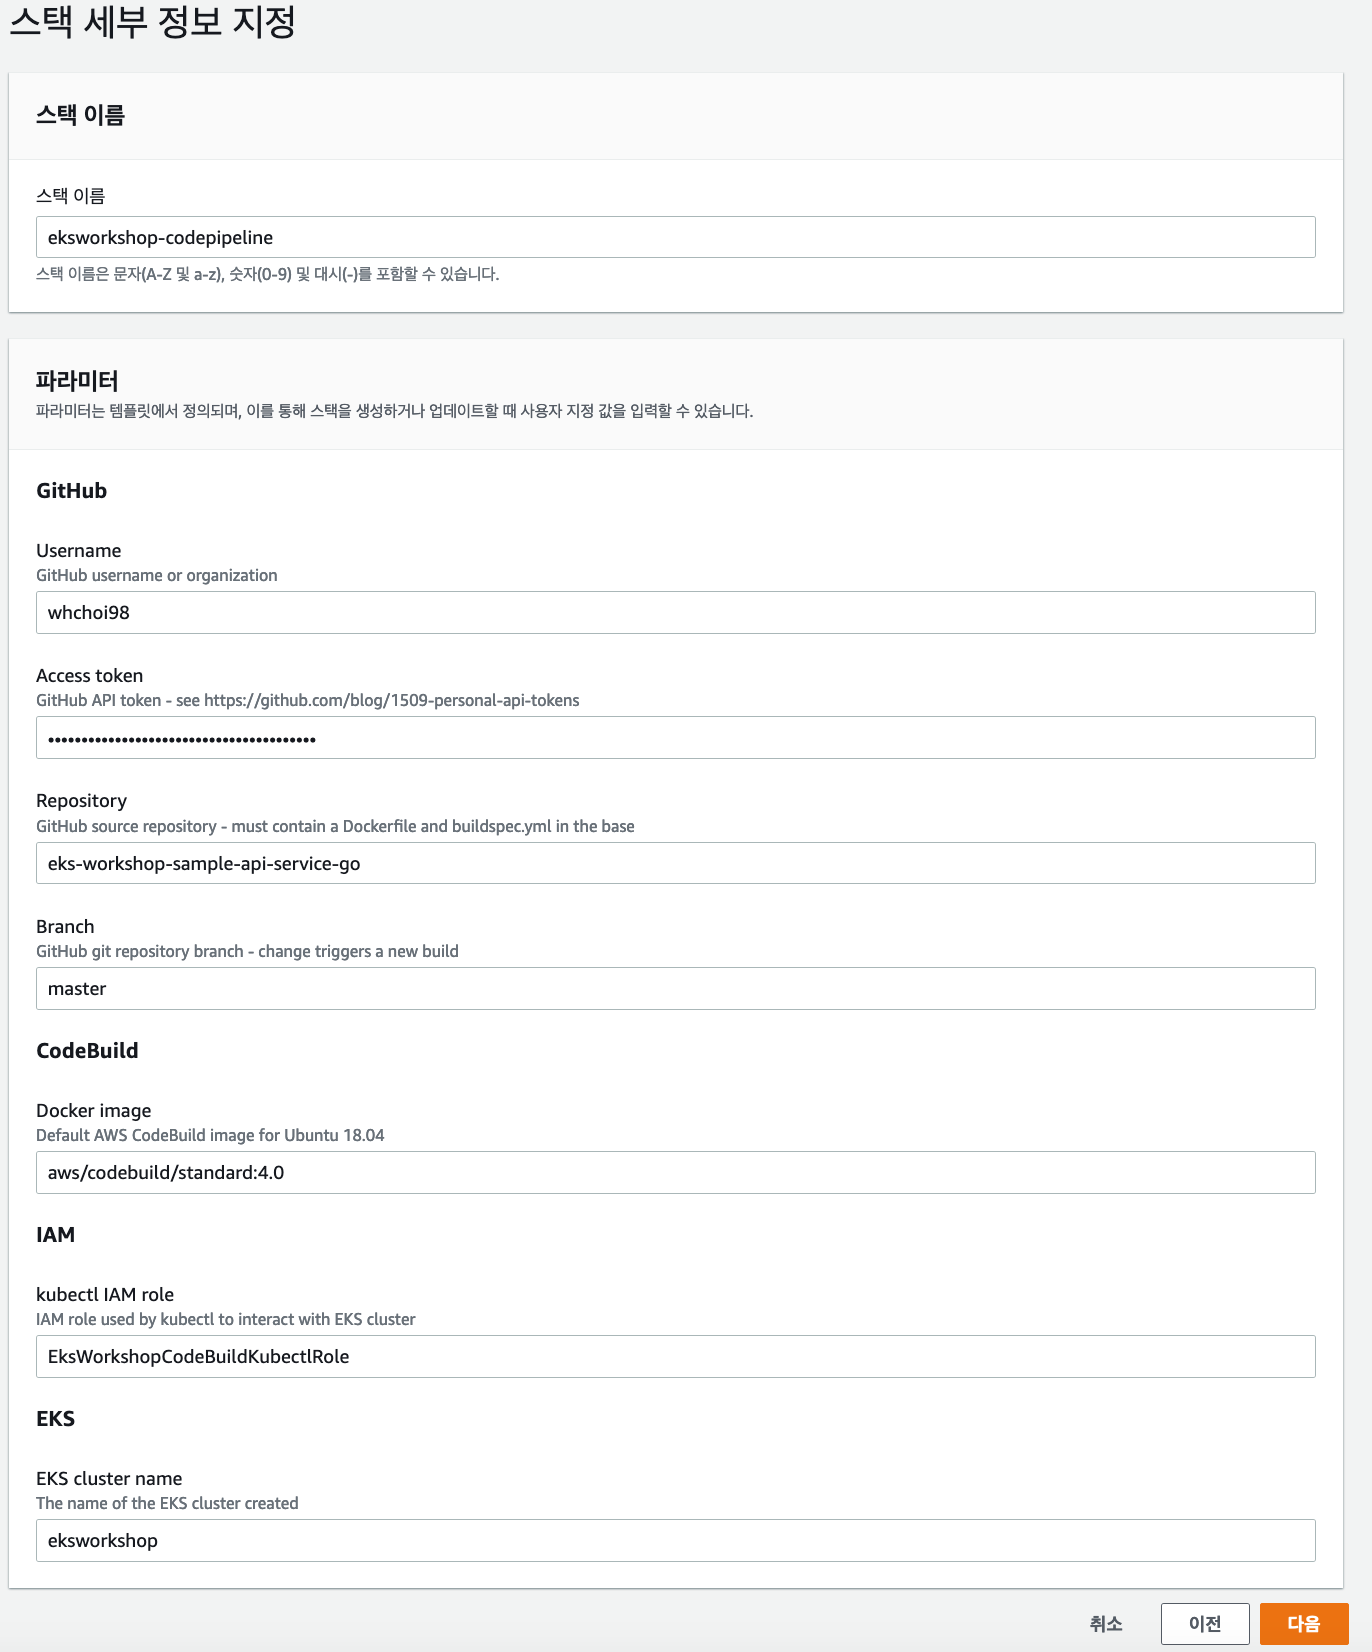 스택 세부 정보 지정
스택 이름
스택 이름
eksworkshop-codepipeline
스택 이름은 문자(A-Z 및 a-z), 숫자(0-9) 및 대시(-)를 포함할 수 있습니다.
파라미터
파라미터는 템플릿에서 정의되며, 이를 통해 스택을 생성하거나 업데이트할 때 사용자 지정 값을 입력할 수 있습니다.
GitHub
Username
GitHub username or organization
whchoi98
Access token
GitHub API token - see https://github.com/blog/1509-personal-api-tokens
••••••••••••••••••••••••••••••••••••••••
Repository
GitHub source repository - must contain a Dockerfile and buildspec.yml in the base
eks-workshop-sample-api-service-go
Branch
GitHub git repository branch - change triggers a new build
master
CodeBuild
Docker image
Default AWS CodeBuild image for Ubuntu 18.04
aws/codebuild/standard:4.0
IAM
kubectl IAM role
IAM role used by kubectl to interact with EKS cluster
EksWorkshopCodeBuildKubectlRole
EKS
EKS cluster name
The name of the EKS cluster created
eksworkshop
취소
이전
다음